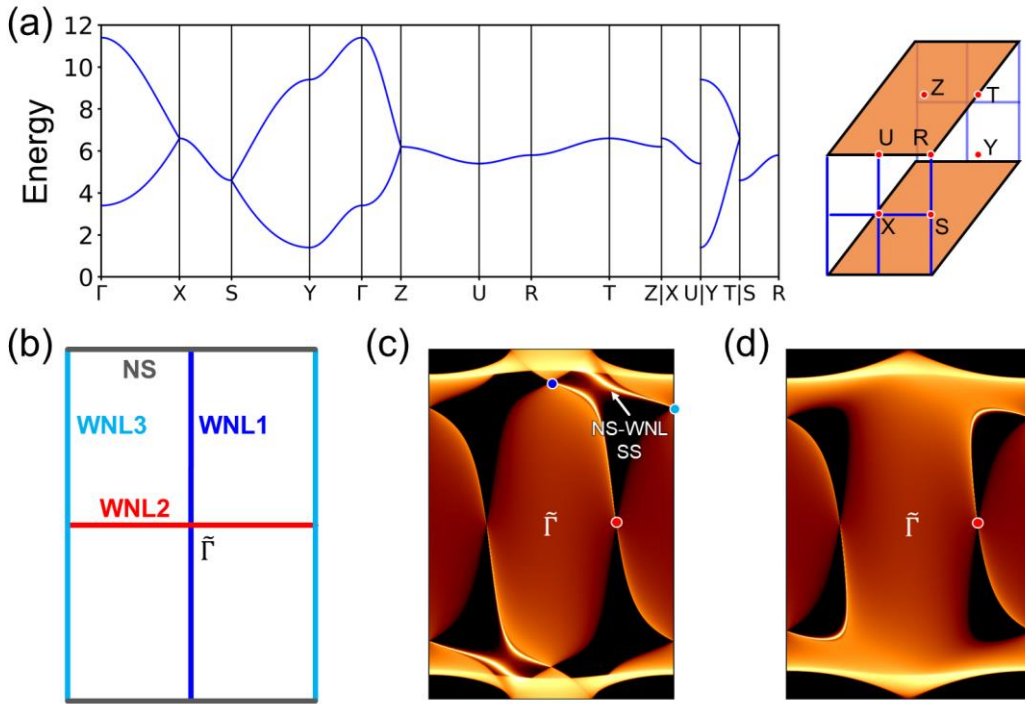 (a)
Energy
12
10
8
6
4
2
0
Γ X S Y Γ Z U R T Z|X U|Y T|S R
Z T
U R Y
X S
(b)
NS
WNL3 WNL1
WNL2
Γ̃
(c)
NS-WNL
SS
Γ̃
(d)
Γ̃